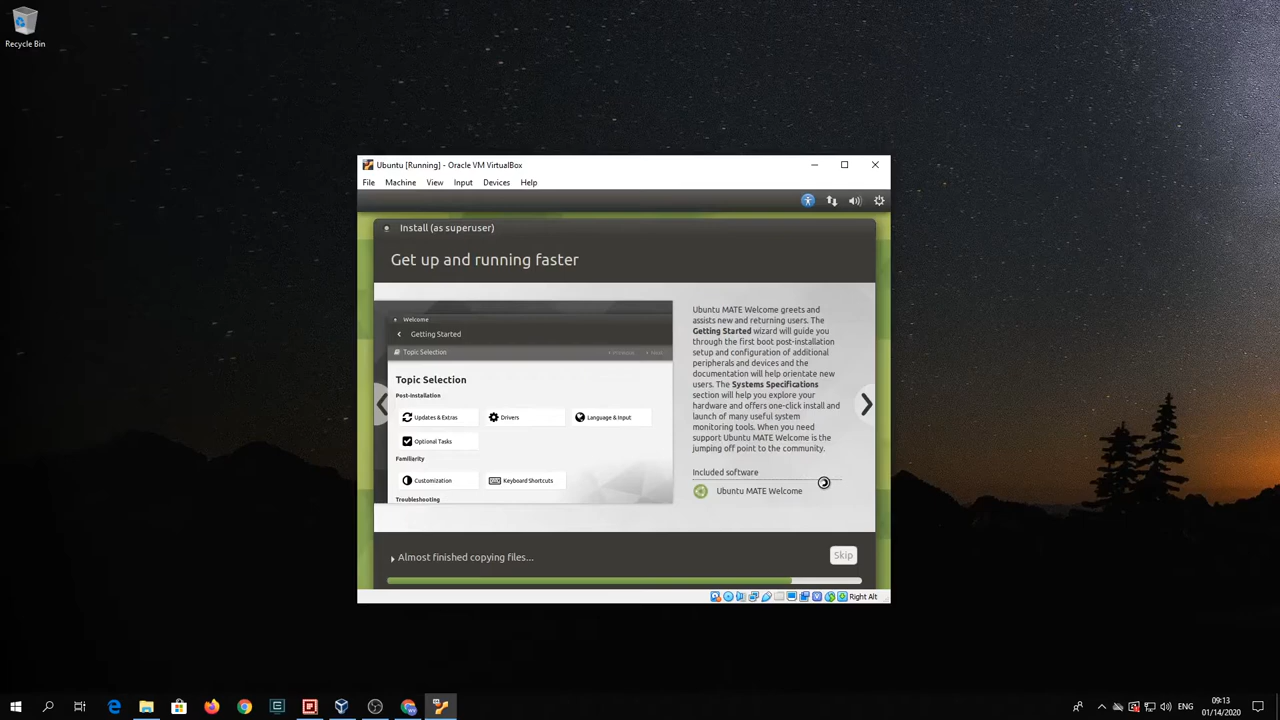 Recycle Bin
Ubuntu [Running] - Oracle VM VirtualBox
File Machine View Input Devices Help
Install (as superuser)
Get up and running faster
Welcome
Getting Started
Topic Selection
Topic Selection
Post-Installation
Updates & Extras Drivers Language & Input
Optional Tasks
Familiarity
Customization Keyboard Shortcuts
Troubleshooting
Ubuntu MATE Welcome greets and
assists new and returning users. The
Getting Started wizard will guide you
through the first boot post-installation
setup and configuration of additional
peripherals and devices and the
documentation will help orientate new
users. The Systems Specifications
section will help you explore your
hardware and offers one-click install and
launch of many useful system
monitoring tools. When you need
support Ubuntu MATE Welcome is the
jumping off point to the community.
Included software
Ubuntu MATE Welcome
Almost finished copying files...
Skip
Right Alt
ENG
09:13
01/14/2020